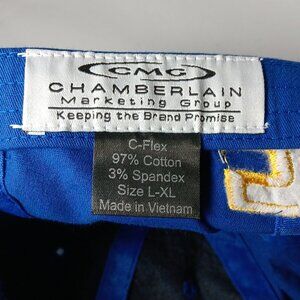 CMG
CHAMBERLAIN
Marketing Group
Keeping the Brand Promise
C-Flex
97% Cotton
3% Spandex
Size L-XL
Made in Vietnam